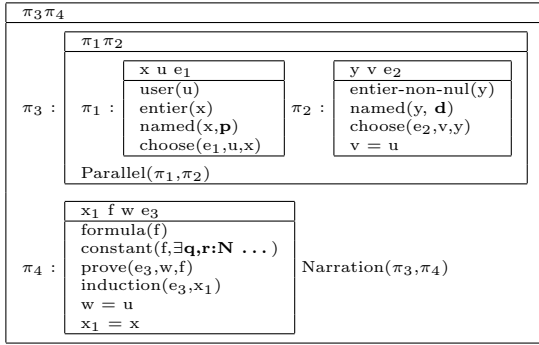 π₃π₄
π₁π₂
π₃ :
π₁ :
x u e₁
user(u)
entier(x)
named(x,p)
choose(e₁,u,x)
π₂ :
y v e₂
entier-non-nul(y)
named(y, d)
choose(e₂,v,y)
v = u
Parallel(π₁,π₂)
π₄ :
x₁ f w e₃
formula(f)
constant(f,∃q,r:N ...)
prove(e₃,w,f)
induction(e₃,x₁)
w = u
x₁ = x
Narration(π₃,π₄)